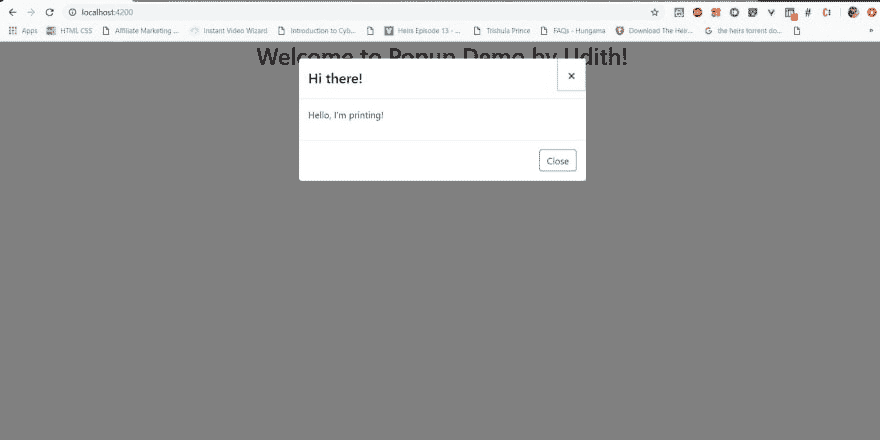 localhost:4200
Apps HTML CSS Affiliate Marketing ... Instant Video Wizard Introduction to Cyb... Heirs Episode 13 - ... Trishula Prince FAQs - Hungama Download The Heir... the heirs torrent do... »
Welcome to Popup Demo by Udith!
Hi there! ×
Hello, I'm printing!
Close